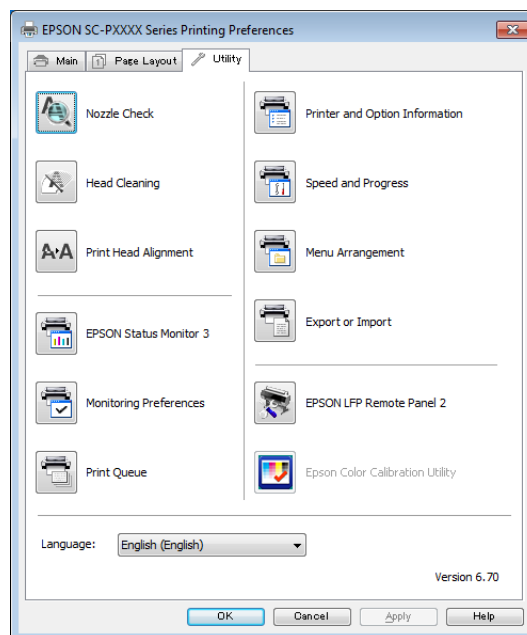 EPSON SC-PXXXX Series Printing Preferences
Main
Page Layout
Utility
Nozzle Check
Printer and Option Information
Head Cleaning
Speed and Progress
A A
Print Head Alignment
Menu Arrangement
EPSON Status Monitor 3
Export or Import
Monitoring Preferences
EPSON LFP Remote Panel 2
Print Queue
Epson Color Calibration Utility
Language:
English (English)
Version 6.70
OK
Cancel
Apply
Help